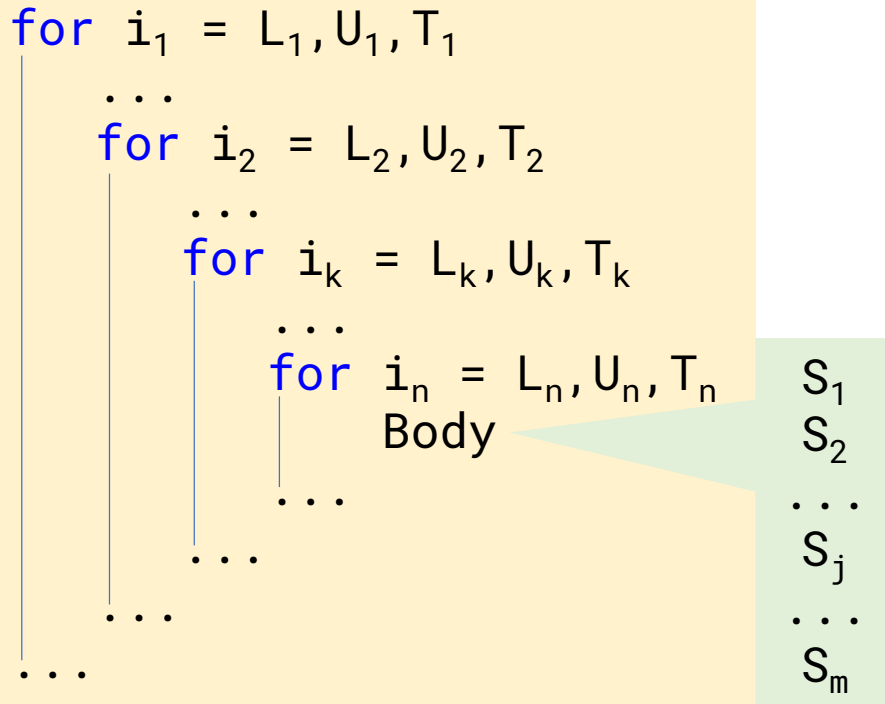 for i₁ = L₁,U₁,T₁
...
for i₂ = L₂,U₂,T₂
...
for iₖ = Lₖ,Uₖ,Tₖ
...
for iₙ = Lₙ,Uₙ,Tₙ
Body
...
...
...
...
S₁
S₂
...
Sⱼ
...
Sₘ